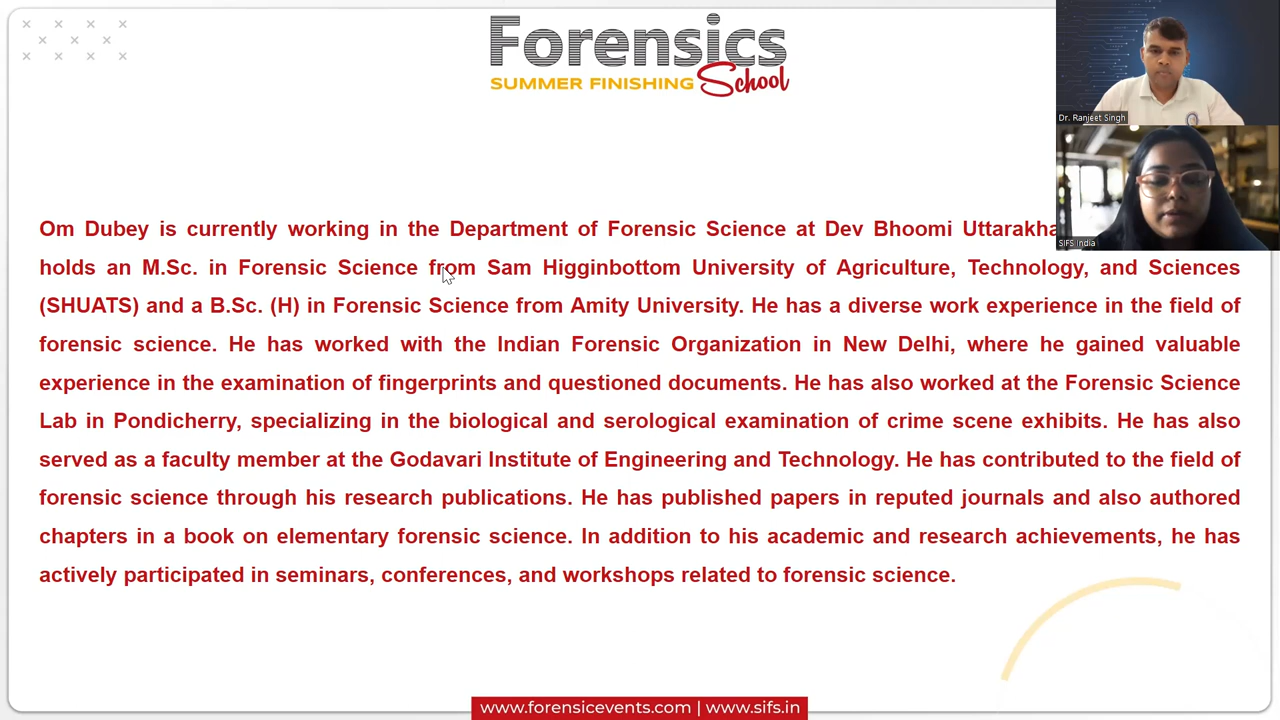 Forensics
SUMMER FINISHING School
Dr. Ranjeet Singh
SIFS India
Om Dubey is currently working in the Department of Forensic Science at Dev Bhoomi
holds an M.Sc. in Forensic Science from Sam Higginbottom University of Agriculture, Technology, and Sciences
(SHUATS) and a B.Sc. (H) in Forensic Science from Amity University. He has a diverse work experience in the field of
forensic science. He has worked with the Indian Forensic Organization in New Delhi, where he gained valuable
experience in the examination of fingerprints and questioned documents. He has also worked at the Forensic Science
Lab in Pondicherry, specializing in the biological and serological examination of crime scene exhibits. He has also
served as a faculty member at the Godavari Institute of Engineering and Technology. He has contributed to the field of
forensic science through his research publications. He has published papers in reputed journals and also authored
chapters in a book on elementary forensic science. In addition to his academic and research achievements, he has
actively participated in seminars, conferences, and workshops related to forensic science.
www.forensicevents.com | www.sifs.in